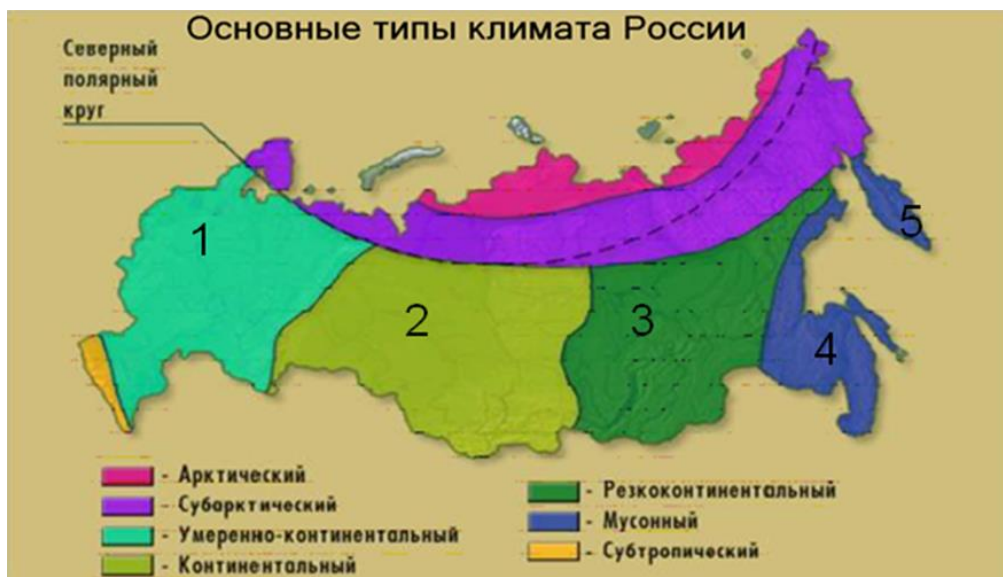 Основные типы климата России
Северный
полярный
круг
1
2
3
4
5
- Арктический
- Субарктический
- Умеренно-континентальный
- Континентальный
- Резкоконтинентальный
- Мусонный
- Субтропический